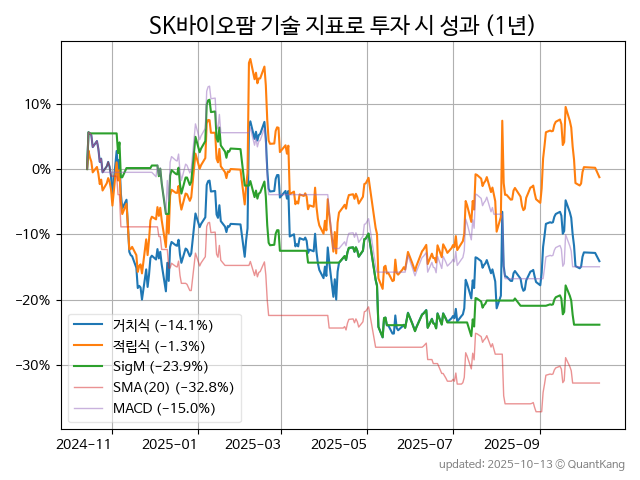 SK바이오팜 기술 지표로 투자 시 성과 (1년)
10%
0%
−10%
−20%
−30%
거치식 (−14.1%)
적립식 (−1.3%)
SigM (−23.9%)
SMA(20) (−32.8%)
MACD (−15.0%)
2024−11 2025−01 2025−03 2025−05 2025−07 2025−09
updated: 2025-10-13 © QuantKang